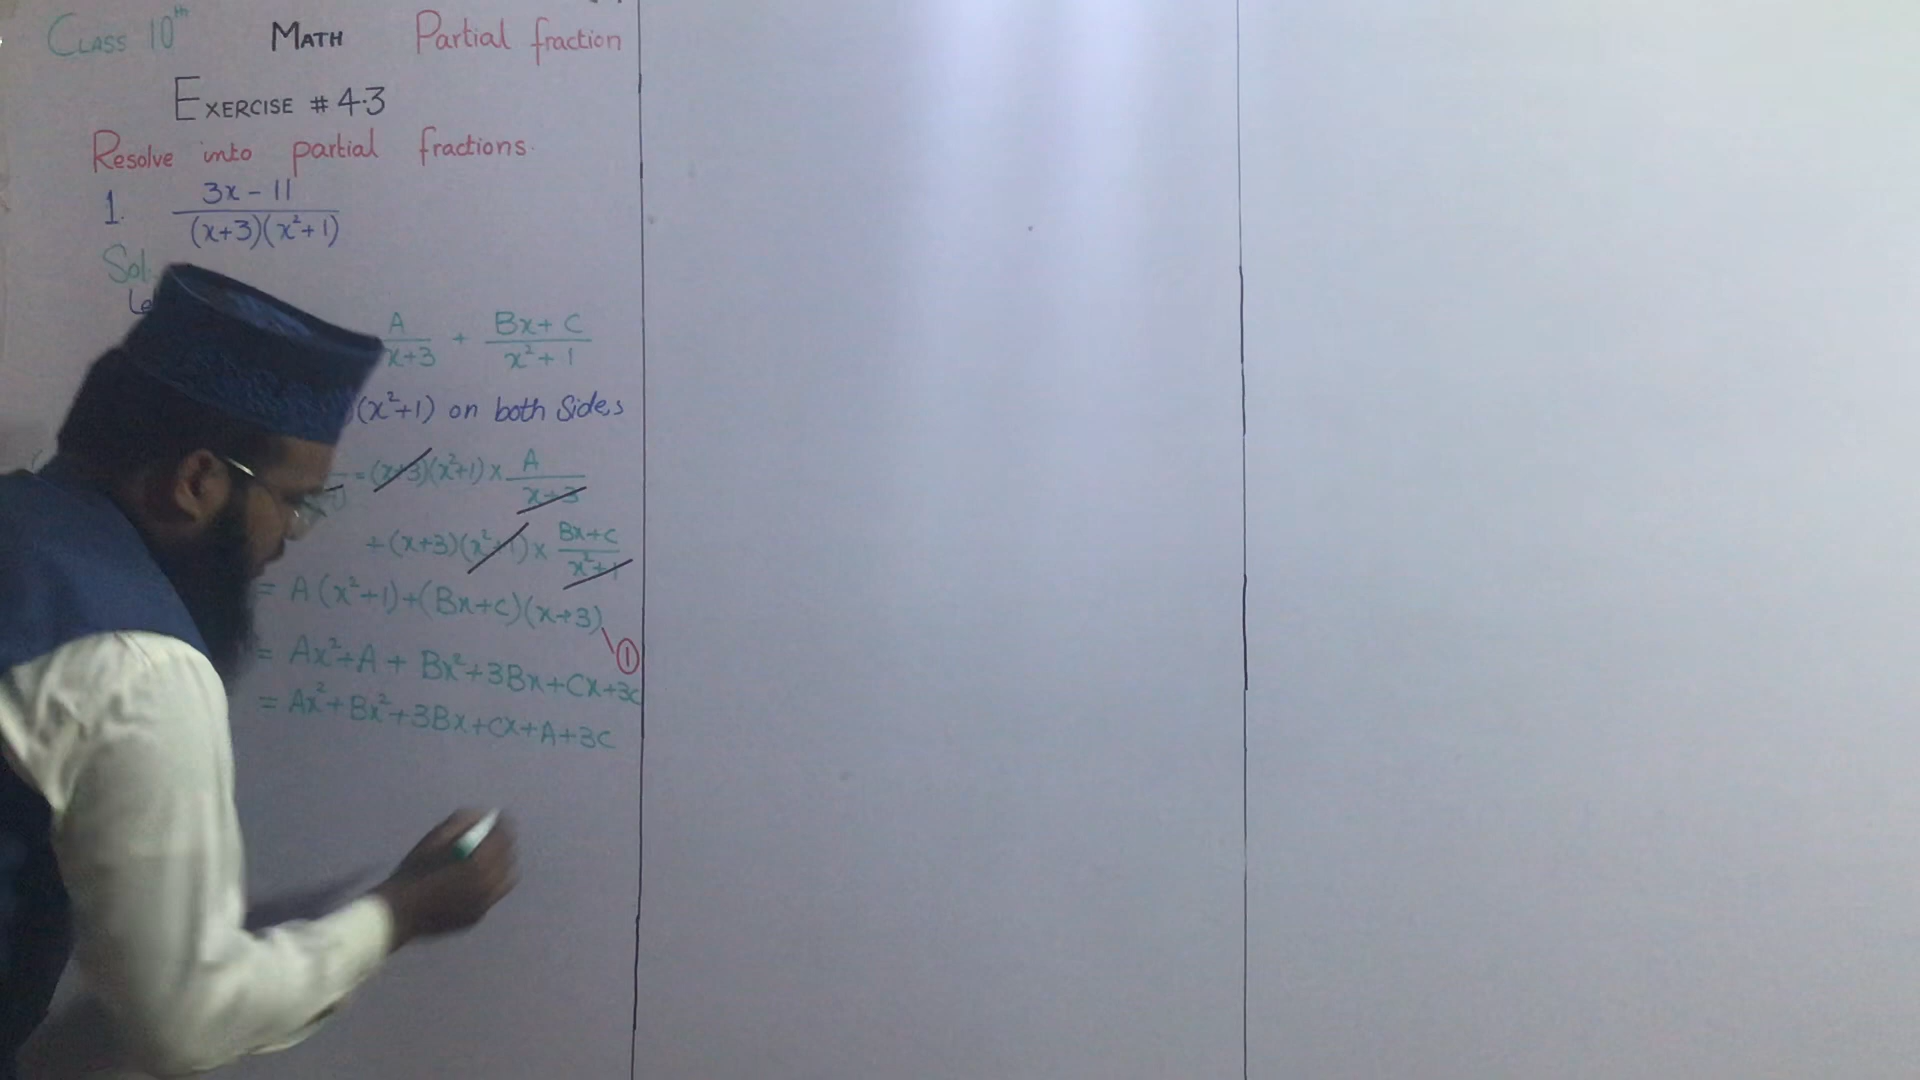 CLASS 10th MATH Partial fraction
EXERCISE # 4.3
Resolve into partial fractions.
1. 3x - 11
(x+3)(x²+1)
Sol
A Bx + C
x+3 + x² + 1
(x²+1) on both Sides
= (x+3)(x²+1) × A
x+3
+ (x+3)(x²+1) × Bx+C
x²+1
= A(x²+1)+(Bx+C)(x+3)
①
= Ax²+A + Bx²+3Bx+Cx+3C
= Ax²+Bx²+3Bx+Cx+A+3C